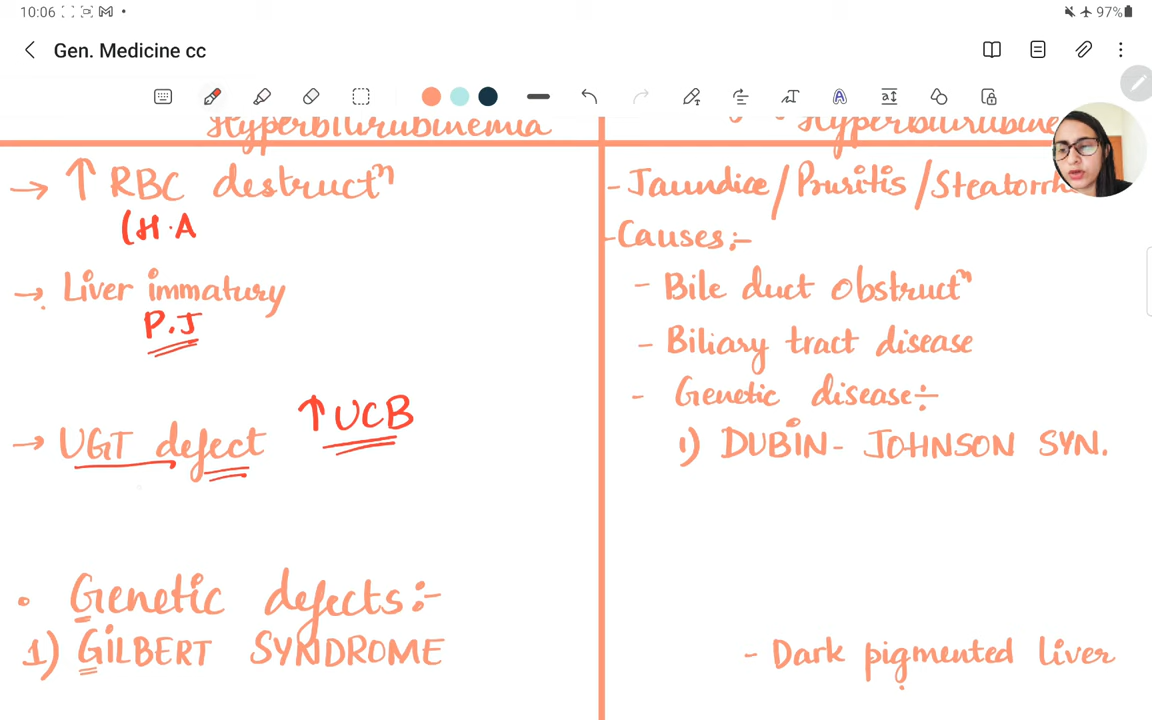 10:06
97%
Gen. Medicine cc
Hyperbilirubinemia
→ ↑ RBC destructⁿ
(H.A
→ Liver immatury
P.J
→ UGT defect ↑ UCB
• Genetic defects:-
1) GILBERT SYNDROME
- Jaundice/Pruritis/Steatorrh
- Causes:-
- Bile duct obstructⁿ
- Biliary tract disease
- Genetic disease:-
1) DUBIN-JOHNSON SYN.
- Dark pigmented liver